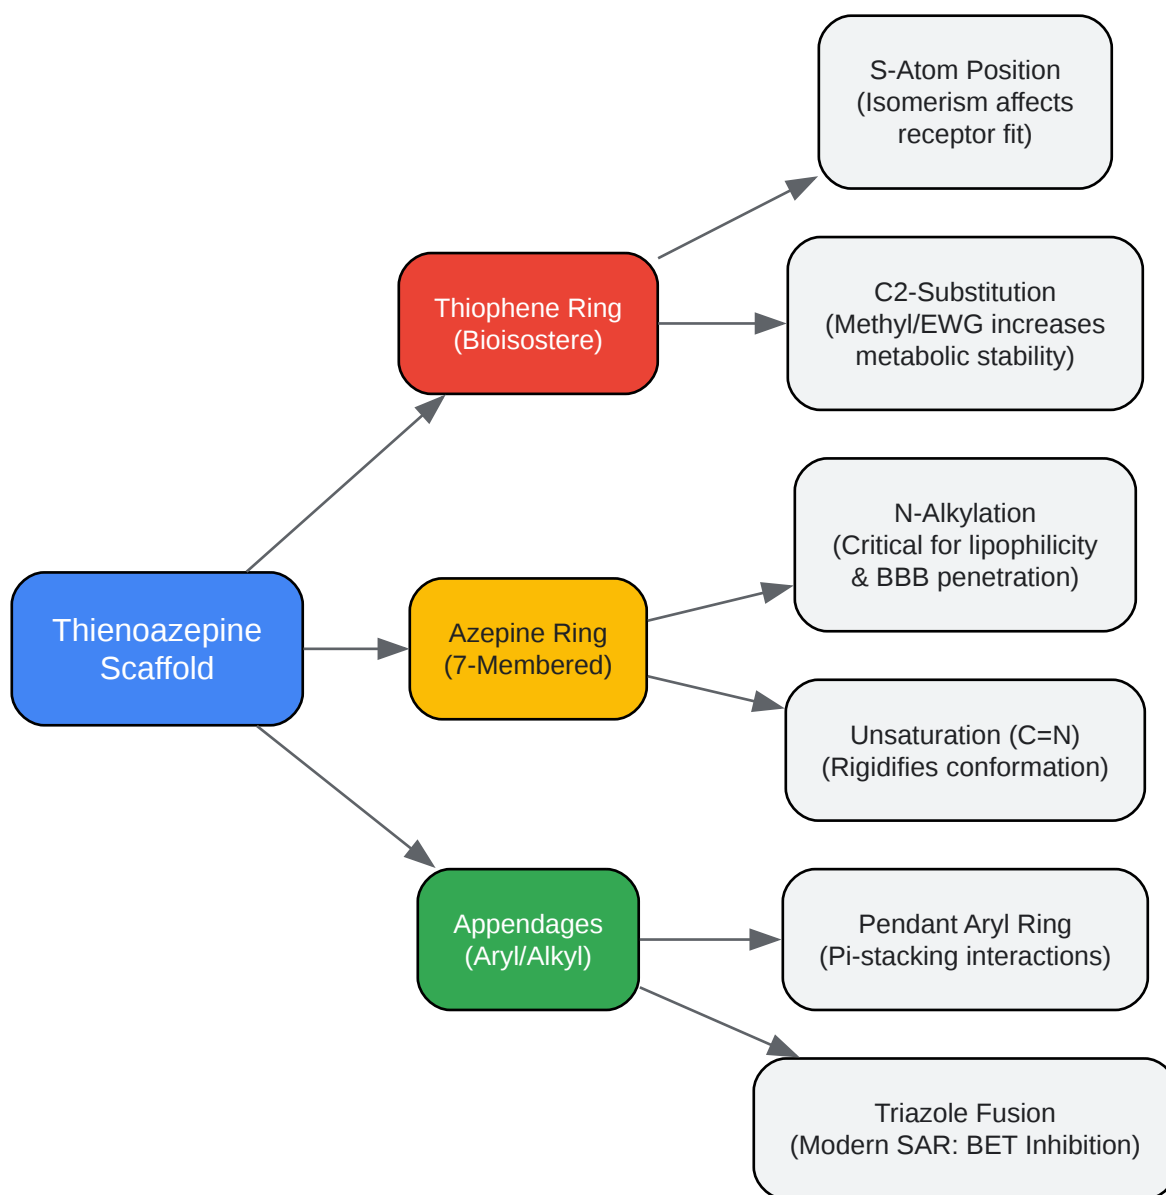 Thienoazepine
Scaffold
Thiophene Ring
(Bioisostere)
S-Atom Position
(Isomerism affects
receptor fit)
C2-Substitution
(Methyl/EWG increases
metabolic stability)
Azepine Ring
(7-Membered)
N-Alkylation
(Critical for lipophilicity
& BBB penetration)
Unsaturation (C=N)
(Rigidifies conformation)
Appendages
(Aryl/Alkyl)
Pendant Aryl Ring
(Pi-stacking interactions)
Triazole Fusion
(Modern SAR: BET Inhibition)